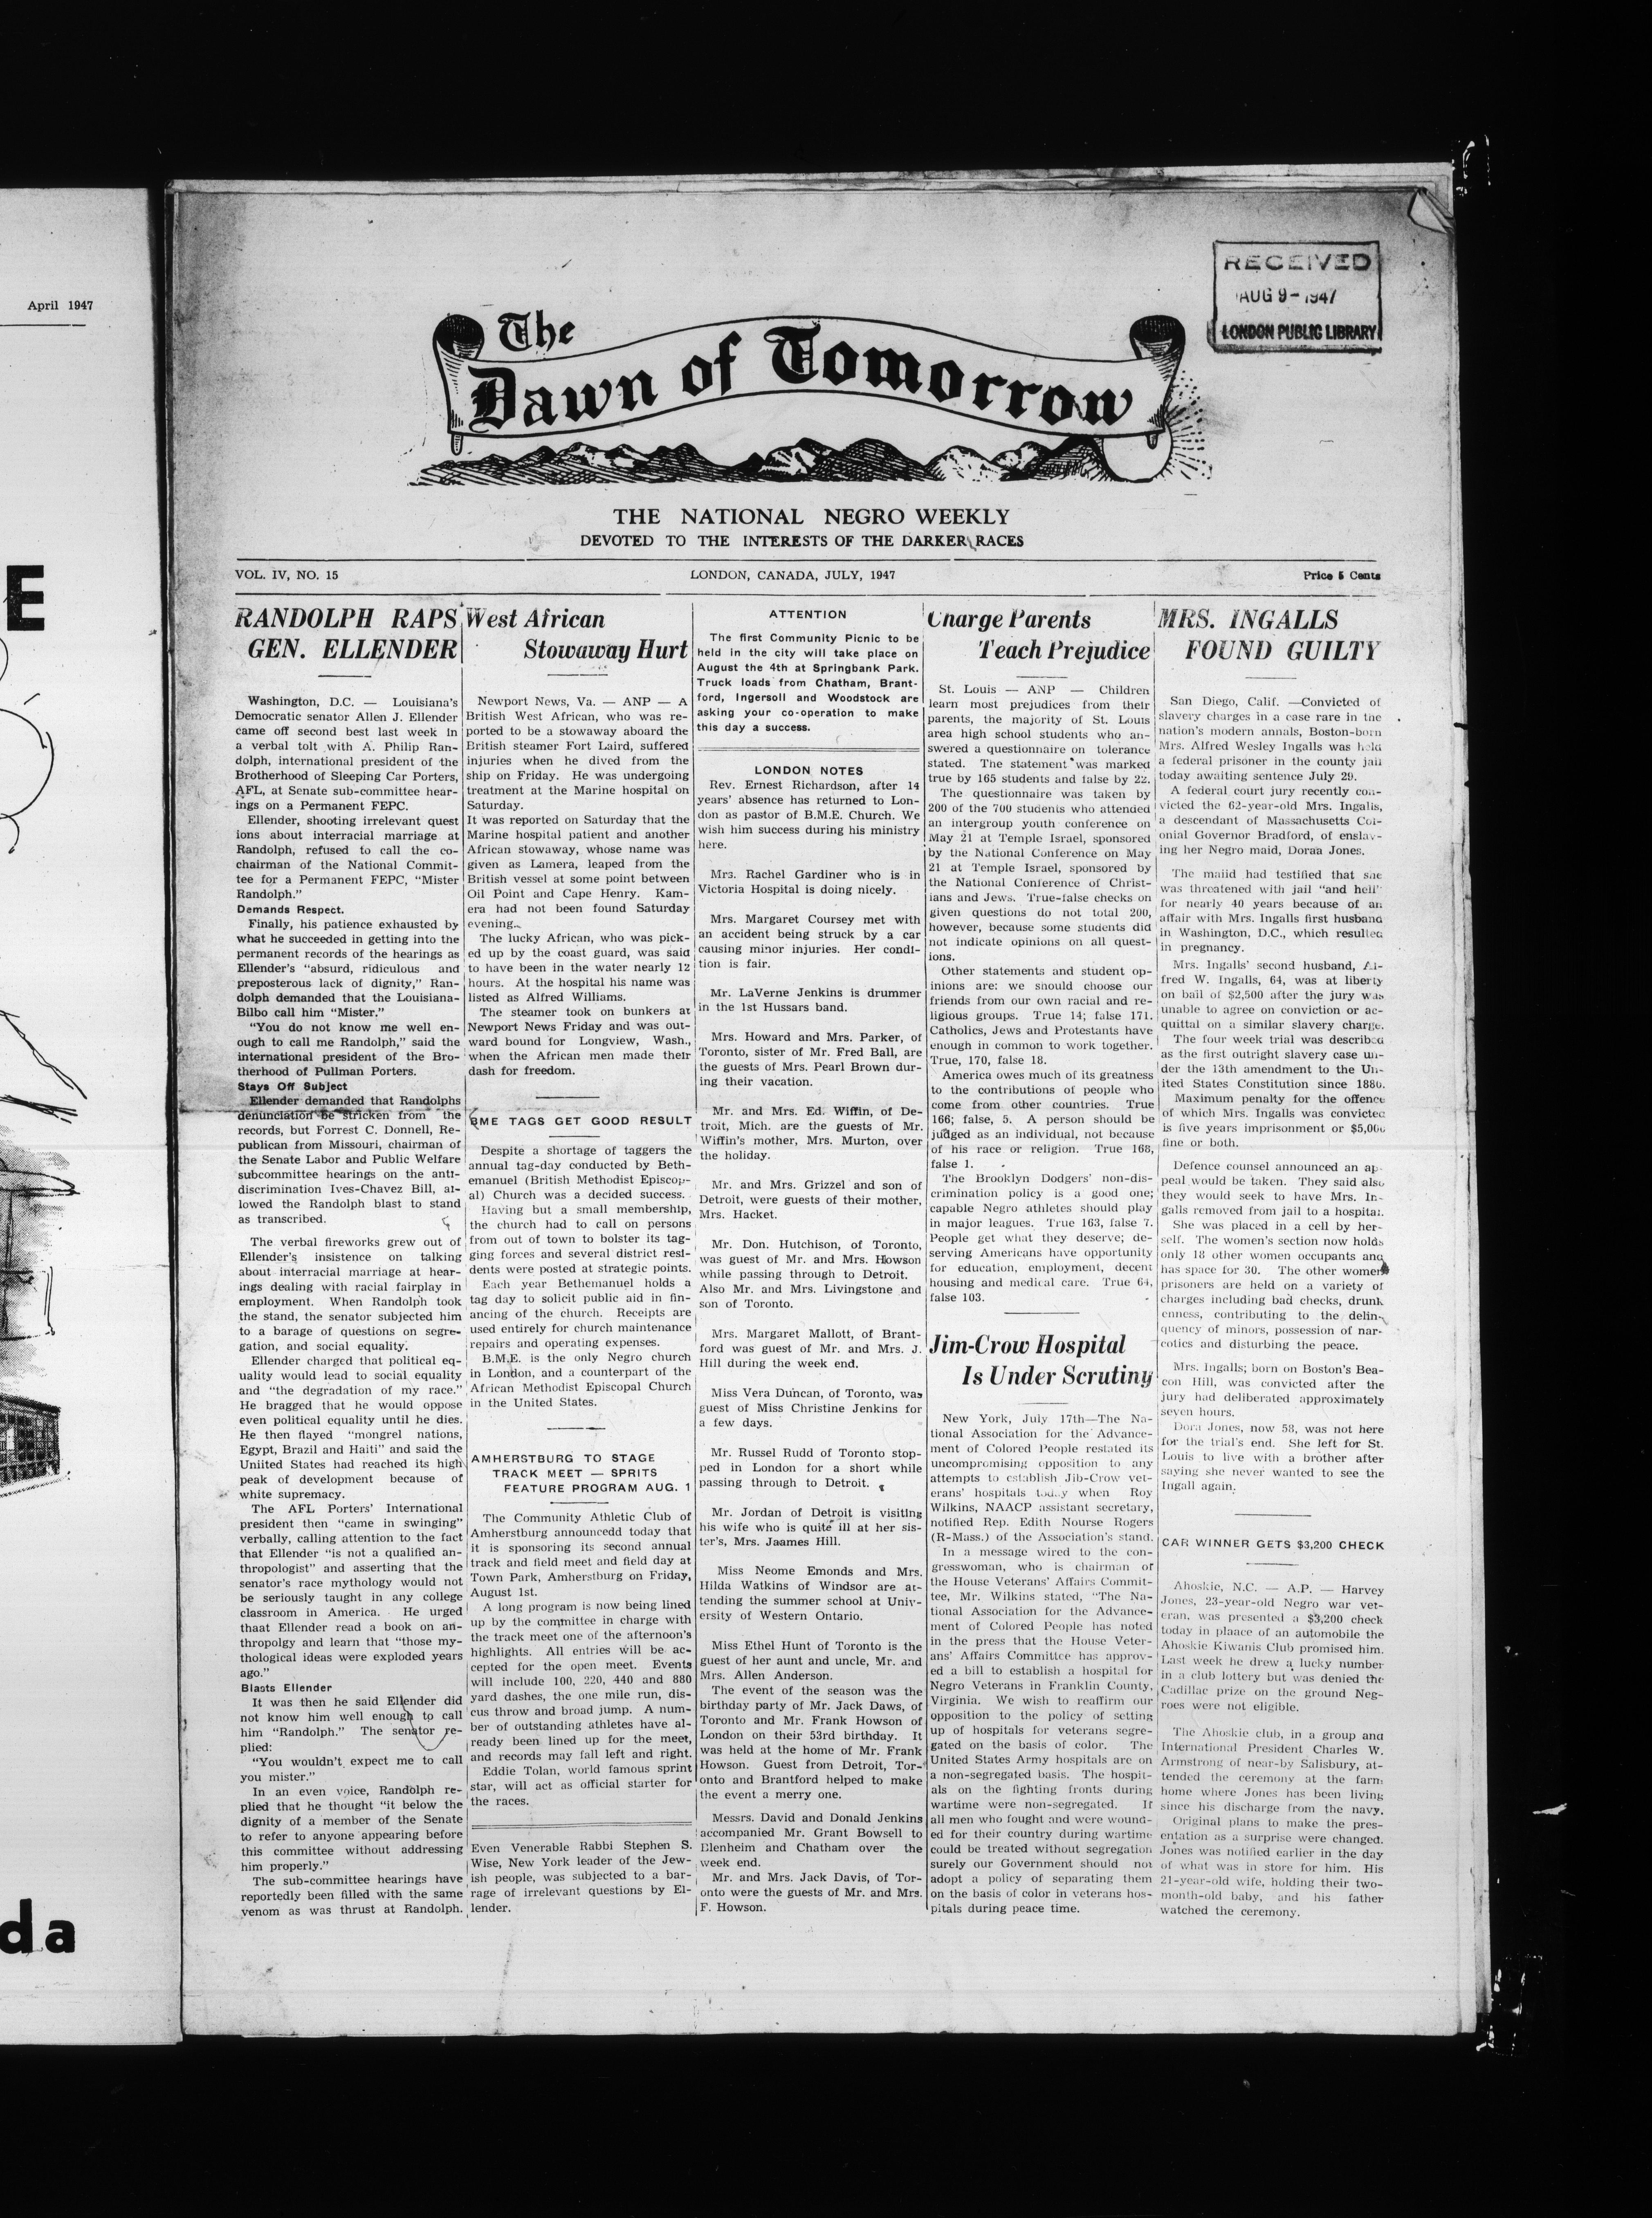 April 1947
E
da
RECEIVED
AUG 9- 1947
LONDON PUBLIC LIBRARY
The
Dawn of Tomorrow
THE NATIONAL NEGRO WEEKLY
DEVOTED TO THE INTERESTS OF THE DARKER RACES
VOL. IV, NO. 15
LONDON, CANADA, JULY, 1947
Price 5 Cents
RANDOLPH RAPS
GEN. ELLENDER
Washington, D.C. — Louisiana's
Democratic senator Allen J. Ellender
came off second best last week in
a verbal tolt with A. Philip Ran-
dolph, international president of the
Brotherhood of Sleeping Car Porters,
AFL, at Senate sub-committee hear-
ings on a Permanent FEPC.
Ellender, shooting irrelevant quest
ions about interracial marriage at
Randolph, refused to call the co-
chairman of the National Commit-
tee for a Permanent FEPC, "Mister
Randolph."
Demands Respect.
Finally, his patience exhausted by
what he succeeded in getting into the
permanent records of the hearings as
Ellender's "absurd, ridiculous and
preposterous lack of dignity," Ran-
dolph demanded that the Louisiana-
Bilbo call him "Mister."
"You do not know me well en-
ough to call me Randolph," said the
international president of the Bro-
therhood of Pullman Porters.
Stays Off Subject
Ellender demanded that Randolphs
denunciation be stricken from the
records, but Forrest C. Donnell, Re-
publican from Missouri, chairman of
the Senate Labor and Public Welfare
subcommittee hearings on the anti-
discrimination Ives-Chavez Bill, al-
lowed the Randolph blast to stand
as transcribed.
The verbal fireworks grew out of
Ellender's insistence on talking
about interracial marriage at hear-
ings dealing with racial fairplay in
employment. When Randolph took
the stand, the senator subjected him
to a barage of questions on segre-
gation, and social equality.
Ellender charged that political eq-
uality would lead to social equality
and "the degradation of my race."
He bragged that he would oppose
even political equality until he dies.
He then flayed "mongrel nations,
Egypt, Brazil and Haiti" and said the
Uniited States had reached its high
peak of development because of
white supremacy.
The AFL Porters' International
president then "came in swinging"
verbally, calling attention to the fact
that Ellender "is not a qualified an-
thropologist" and asserting that the
senator's race mythology would not
be seriously taught in any college
classroom in America. He urged
thaat Ellender read a book on an-
thropolgy and learn that "those my-
thological ideas were exploded years
ago."
Blasts Ellender
It was then he said Ellender did
not know him well enough to call
him "Randolph." The senator re-
plied:
"You wouldn't expect me to call
you mister."
In an even voice, Randolph re-
plied that he thought "it below the
dignity of a member of the Senate
to refer to anyone appearing before
this committee without addressing
him properly."
The sub-committee hearings have
reportedly been filled with the same
venom as was thrust at Randolph.
West African
Stowaway Hurt
Newport News, Va. — ANP — A
British West African, who was re-
ported to be a stowaway aboard the
British steamer Fort Laird, suffered
injuries when he dived from the
ship on Friday. He was undergoing
treatment at the Marine hospital on
Saturday.
It was reported on Saturday that the
Marine hospital patient and another
African stowaway, whose name was
given as Lamera, leaped from the
British vessel at some point between
Oil Point and Cape Henry. Kam-
era had not been found Saturday
evening.
The lucky African, who was pick-
ed up by the coast guard, was said
to have been in the water nearly 12
hours. At the hospital his name was
listed as Alfred Williams.
The steamer took on bunkers at
Newport News Friday and was out-
ward bound for Longview, Wash.,
when the African men made their
dash for freedom.
BME TAGS GET GOOD RESULT
Despite a shortage of taggers the
annual tag-day conducted by Beth-
emanuel (British Methodist Episcop-
al) Church was a decided success.
Having but a small membership,
the church had to call on persons
from out of town to bolster its tag-
ging forces and several district resi-
dents were posted at strategic points.
Each year Bethemanuel holds a
tag day to solicit public aid in fin-
ancing of the church. Receipts are
used entirely for church maintenance
repairs and operating expenses.
B.M.E. is the only Negro church
in London, and a counterpart of the
African Methodist Episcopal Church
in the United States.
AMHERSTBURG TO STAGE
TRACK MEET — SPRITS
FEATURE PROGRAM AUG. 1
The Community Athletic Club of
Amherstburg announcedd today that
it is sponsoring its second annual
track and field meet and field day at
Town Park, Amherstburg on Friday,
August 1st.
A long program is now being lined
up by the committee in charge with
the track meet one of the afternoon's
highlights. All entries will be ac-
cepted for the open meet. Events
will include 100, 220, 440 and 880
yard dashes, the one mile run, dis-
cus throw and broad jump. A num-
ber of outstanding athletes have al-
ready been lined up for the meet,
and records may fall left and right.
Eddie Tolan, world famous sprint
star, will act as official starter for
the races.
Even Venerable Rabbi Stephen S.
Wise, New York leader of the Jew-
ish people, was subjected to a bar-
rage of irrelevant questions by El-
lender.
ATTENTION
The first Community Picnic to be
held in the city will take place on
August the 4th at Springbank Park.
Truck loads from Chatham, Brant-
ford, Ingersoll and Woodstock are
asking your co-operation to make
this day a success.
LONDON NOTES
Rev. Ernest Richardson, after 14
years' absence has returned to Lon-
don as pastor of B.M.E. Church. We
wish him success during his ministry
here.
Mrs. Rachel Gardiner who is in
Victoria Hospital is doing nicely.
Mrs. Margaret Coursey met with
an accident being struck by a car
causing minor injuries. Her condi-
tion is fair.
Mr. LaVerne Jenkins is drummer
in the 1st Hussars band.
Mrs. Howard and Mrs. Parker, of
Toronto, sister of Mr. Fred Ball, are
the guests of Mrs. Pearl Brown dur-
ing their vacation.
Mr. and Mrs. Ed. Wiffin, of De-
troit, Mich. are the guests of Mr.
Wiffin's mother, Mrs. Murton, over
the holiday.
Mr. and Mrs. Grizzel and son of
Detroit, were guests of their mother,
Mrs. Hacket.
Mr. Don. Hutchison, of Toronto,
was guest of Mr. and Mrs. Howson
while passing through to Detroit.
Also Mr. and Mrs. Livingstone and
son of Toronto.
Mrs. Margaret Mallott, of Brant-
ford was guest of Mr. and Mrs. J.
Hill during the week end.
Miss Vera Duncan, of Toronto, was
guest of Miss Christine Jenkins for
a few days.
Mr. Russel Rudd of Toronto stop-
ped in London for a short while
passing through to Detroit.
Mr. Jordan of Detroit is visiting
his wife who is quite ill at her sis-
ter's, Mrs. Jaames Hill.
Miss Neome Emonds and Mrs.
Hilda Watkins of Windsor are at-
tending the summer school at Univ-
ersity of Western Ontario.
Miss Ethel Hunt of Toronto is the
guest of her aunt and uncle, Mr. and
Mrs. Allen Anderson.
The event of the season was the
birthday party of Mr. Jack Daws, of
Toronto and Mr. Frank Howson of
London on their 53rd birthday. It
was held at the home of Mr. Frank
Howson. Guest from Detroit, Tor-
onto and Brantford helped to make
the event a merry one.
Messrs. David and Donald Jenkins
accompanied Mr. Grant Bowsell to
Blenheim and Chatham over the
week end.
Mr. and Mrs. Jack Davis, of Tor-
onto were the guests of Mr. and Mrs.
F. Howson.
Charge Parents
Teach Prejudice
St. Louis — ANP — Children
learn most prejudices from their
parents, the majority of St. Louis
area high school students who an-
swered a questionnaire on tolerance
stated. The statement was marked
true by 165 students and false by 22.
The questionnaire was taken by
200 of the 700 students who attended
an intergroup youth conference on
May 21 at Temple Israel, sponsored
by the National Conference on May
21 at Temple Israel, sponsored by
the National Conference of Christ-
ians and Jews. True-false checks on
given questions do not total 200,
however, because some students did
not indicate opinions on all quest-
ions.
Other statements and student op-
inions are: we should choose our
friends from our own racial and re-
ligious groups. True 14; false 171.
Catholics, Jews and Protestants have
enough in common to work together.
True, 170, false 18.
America owes much of its greatness
to the contributions of people who
come from other countries. True
166; false, 5. A person should be
judged as an individual, not because
of his race or religion. True 168,
false 1.
The Brooklyn Dodgers' non-dis-
crimination policy is a good one;
capable Negro athletes should play
in major leagues. True 163, false 7.
People get what they deserve; de-
serving Americans have opportunity
for education, employment, decent
housing and medical care. True 64,
false 103.
Jim-Crow Hospital
Is Under Scrutiny
New York, July 17th—The Na-
tional Association for the Advance-
ment of Colored People restated its
uncompromising opposition to any
attempts to establish Jib-Crow vet-
erans' hospitals today when Roy
Wilkins, NAACP assistant secretary,
notified Rep. Edith Nourse Rogers
(R-Mass.) of the Association's stand.
In a message wired to the con-
gresswoman, who is chairman of
the House Veterans' Affairs Commit-
tee, Mr. Wilkins stated, "The Na-
tional Association for the Advance-
ment of Colored People has noted
in the press that the House Veter-
ans' Affairs Committee has approv-
ed a bill to establish a hospital for
Negro Veterans in Franklin County,
Virginia. We wish to reaffirm our
opposition to the policy of setting
up of hospitals for veterans segre-
gated on the basis of color. The
United States Army hospitals are on
a non-segregated basis. The hospit-
als on the fighting fronts during
wartime were non-segregated. If
all men who fought and were wound-
ed for their country during wartime
could be treated without segregation
surely our Government should not
adopt a policy of separating them
on the basis of color in veterans hos-
pitals during peace time.
MRS. INGALLS
FOUND GUILTY
San Diego, Calif. —Convicted of
slavery charges in a case rare in the
nation's modern annals, Boston-born
Mrs. Alfred Wesley Ingalls was held
a federal prisoner in the county jail
today awaiting sentence July 29.
A federal court jury recently con-
victed the 62-year-old Mrs. Ingalls,
a descendant of Massachusetts Col-
onial Governor Bradford, of enslav-
ing her Negro maid, Doraa Jones.
The maiid had testified that she
was threatened with jail "and hell"
for nearly 40 years because of an
affair with Mrs. Ingalls first husband
in Washington, D.C., which resulted
in pregnancy.
Mrs. Ingalls' second husband, Al-
fred W. Ingalls, 64, was at liberty
on bail of $2,500 after the jury was
unable to agree on conviction or ac-
quittal on a similar slavery charge.
The four week trial was described
as the first outright slavery case un-
der the 13th amendment to the Un-
ited States Constitution since 1880.
Maximum penalty for the offence
of which Mrs. Ingalls was convicted
is five years imprisonment or $5,000
fine or both.
Defence counsel announced an ap-
peal would be taken. They said also
they would seek to have Mrs. In-
galls removed from jail to a hospital.
She was placed in a cell by her-
self. The women's section now holds
only 18 other women occupants and
has space for 30. The other women
prisoners are held on a variety of
charges including bad checks, drunk
enness, contributing to the delin-
quency of minors, possession of nar-
cotics and disturbing the peace.
Mrs. Ingalls; born on Boston's Bea-
con Hill, was convicted after the
jury had deliberated approximately
seven hours.
Dora Jones, now 58, was not here
for the trial's end. She left for St.
Louis to live with a brother after
saying she never wanted to see the
Ingall again.
CAR WINNER GETS $3,200 CHECK
Ahoskie, N.C. — A.P. — Harvey
Jones, 23-year-old Negro war vet-
eran, was presented a $3,200 check
today in plaace of an automobile the
Ahoskie Kiwanis Club promised him.
Last week he drew a lucky number
in a club lottery but was denied the
Cadillac prize on the ground Neg-
roes were not eligible.
The Ahoskie club, in a group and
International President Charles W.
Armstrong of near-by Salisbury, at-
tended the ceremony at the farm
home where Jones has been living
since his discharge from the navy.
Original plans to make the pres-
entation as a surprise were changed.
Jones was notified earlier in the day
of what was in store for him. His
21-year-old wife, holding their two-
month-old baby, and his father
watched the ceremony.